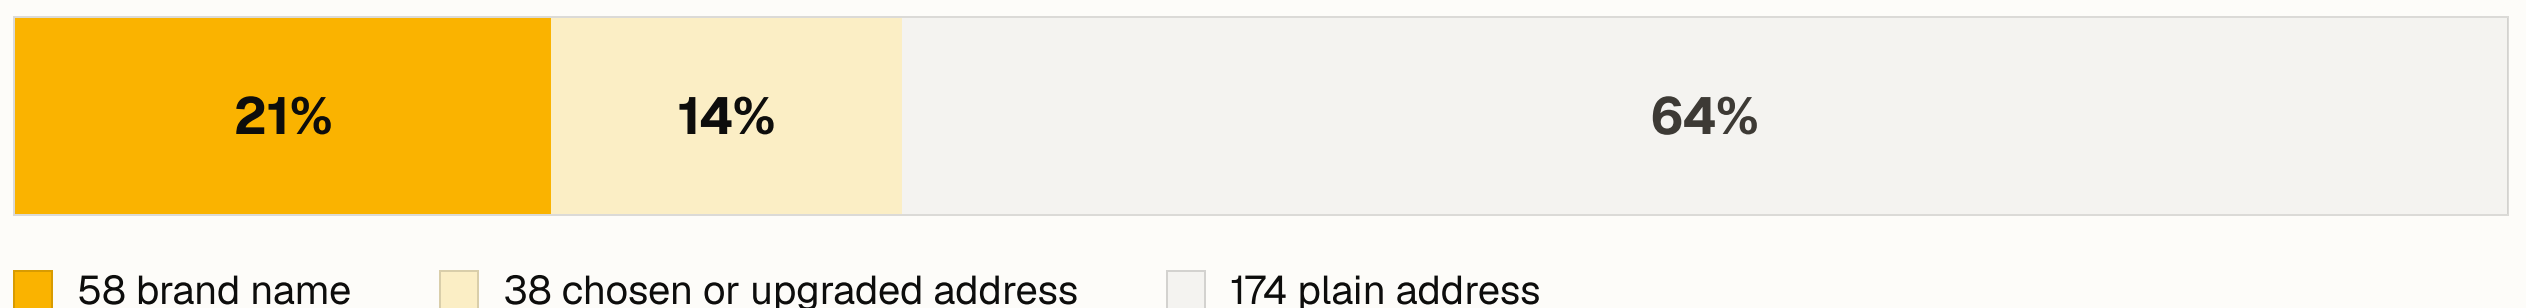 21% 14% 64%
58 brand name 38 chosen or upgraded address 174 plain address